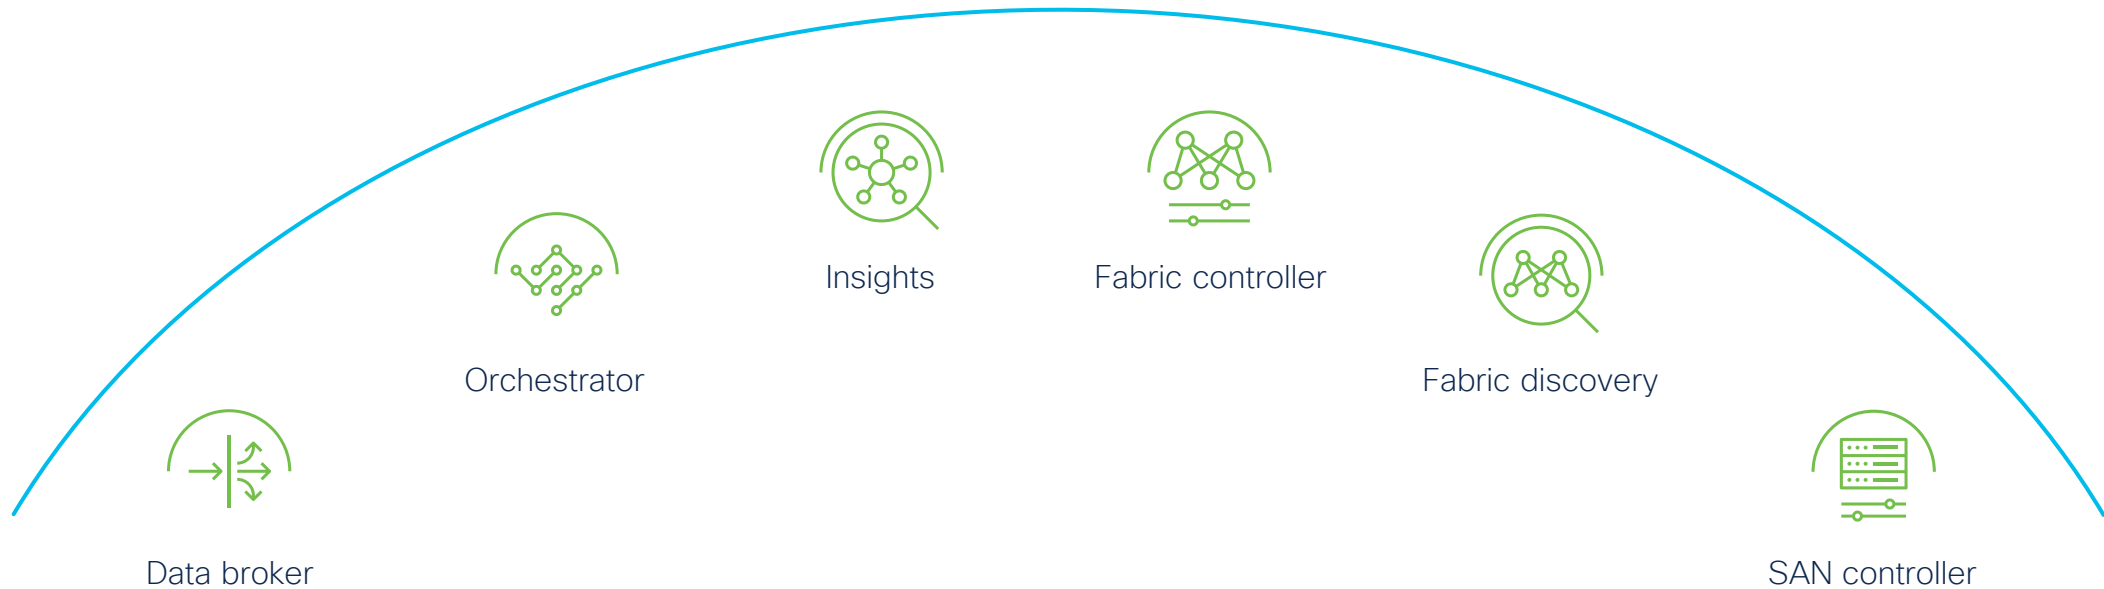 Data broker
Orchestrator
Insights
Fabric controller
Fabric discovery
SAN controller